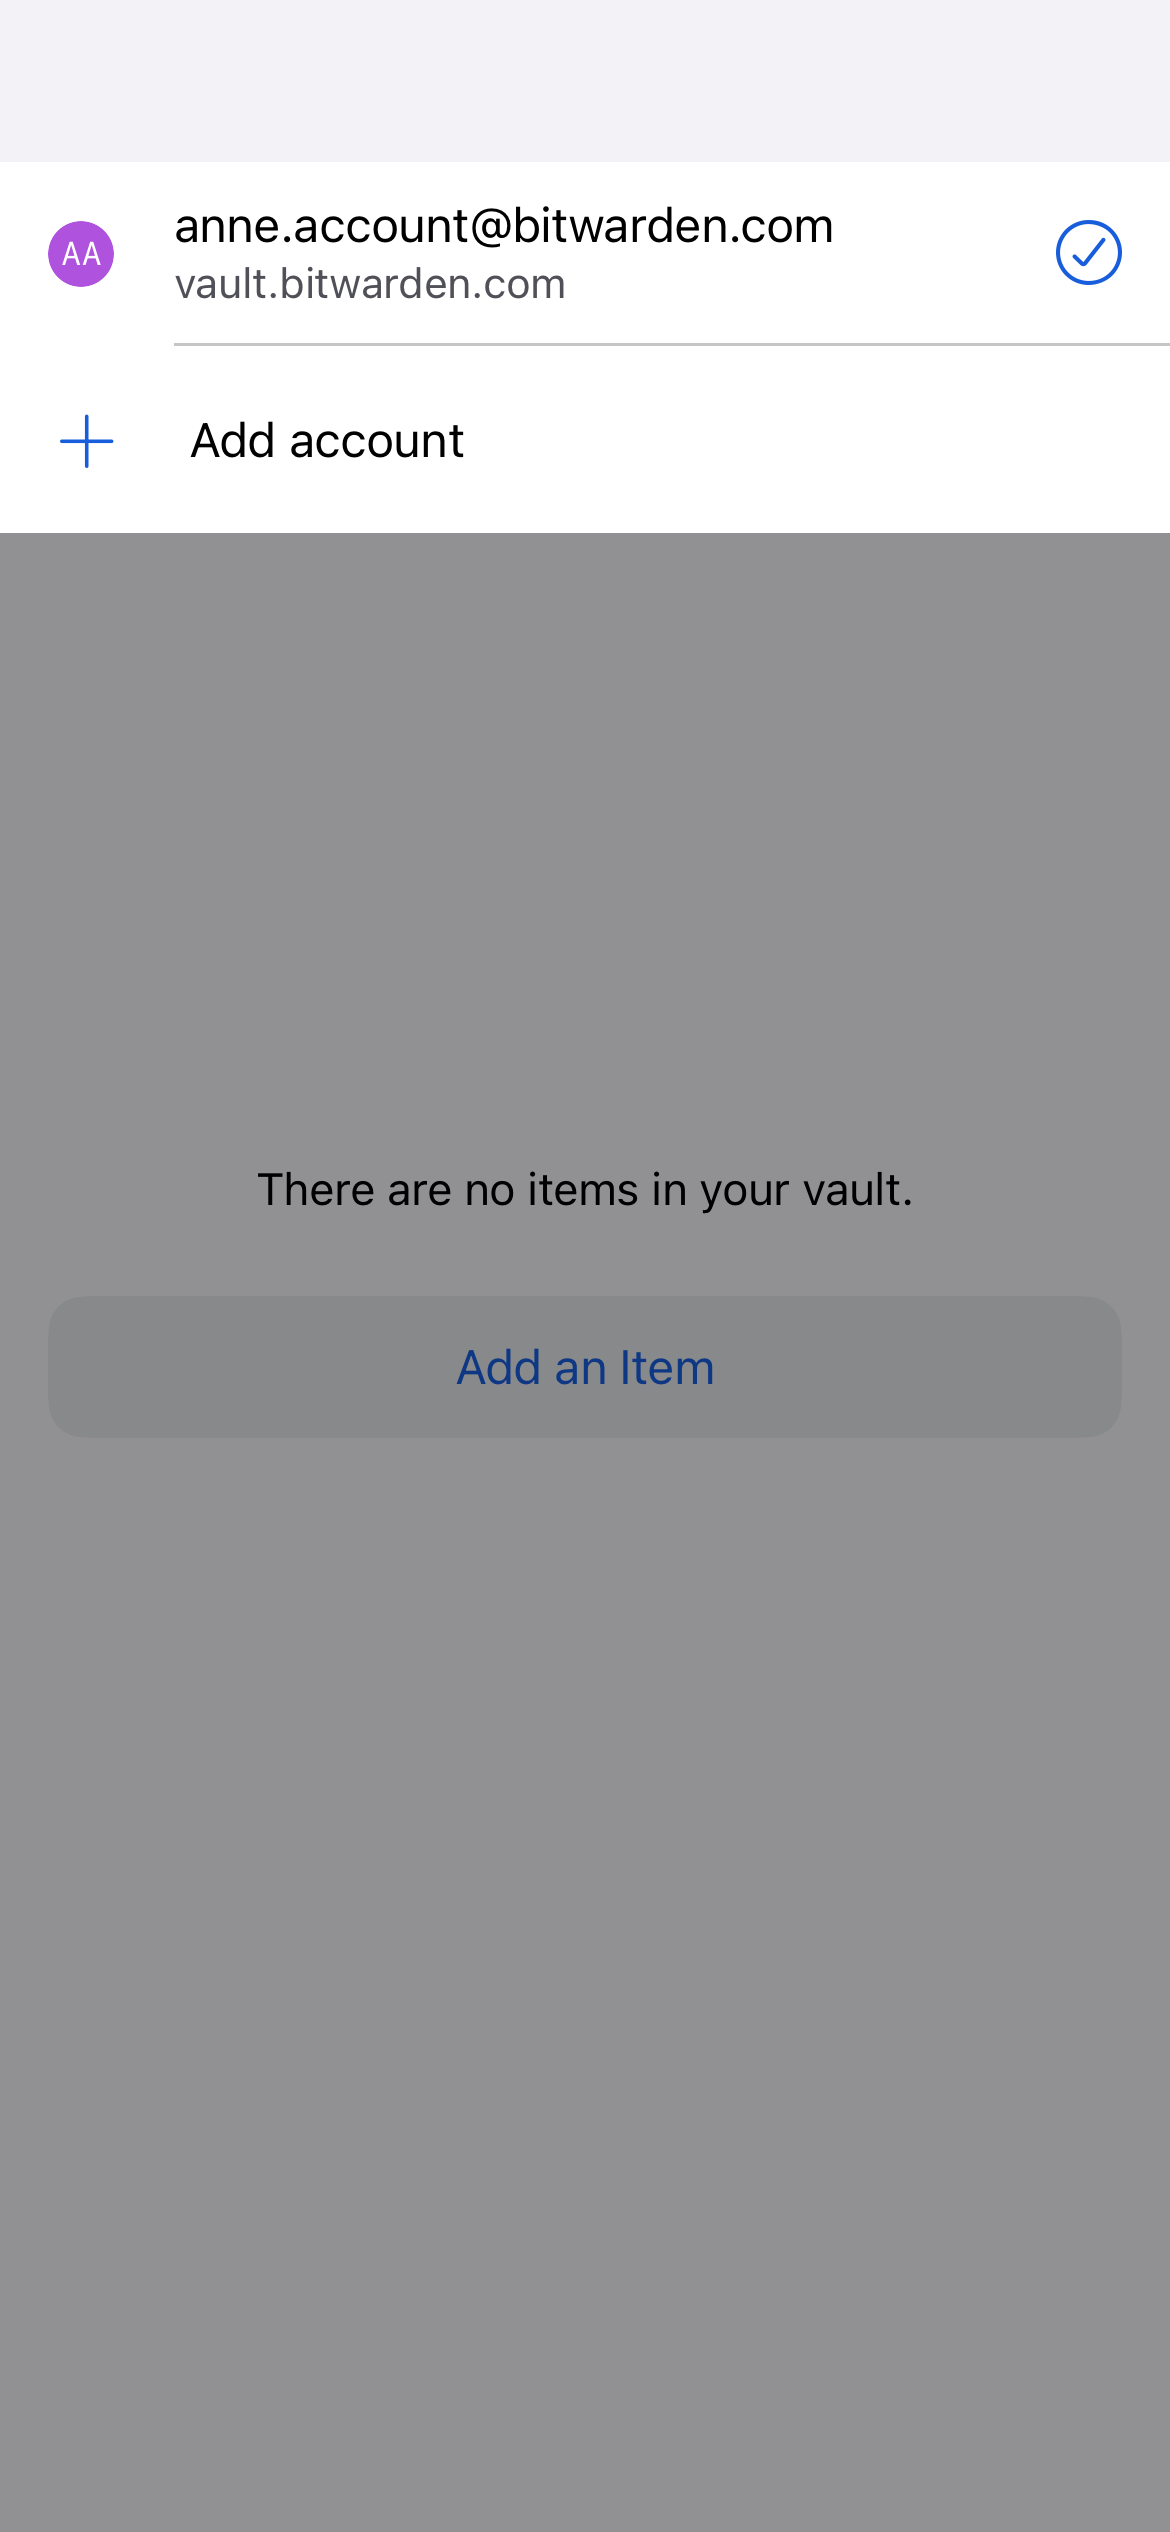 AA
anne.account@bitwarden.com
vault.bitwarden.com
Add account
There are no items in your vault.
Add an Item